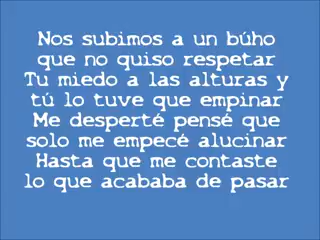 Nos subimos a un búho
que no quiso respetar
Tu miedo a las alturas y
tú lo tuve que empinar
Me desperté pensé que
solo me empecé alucinar
Hasta que me contaste
lo que acababa de pasar